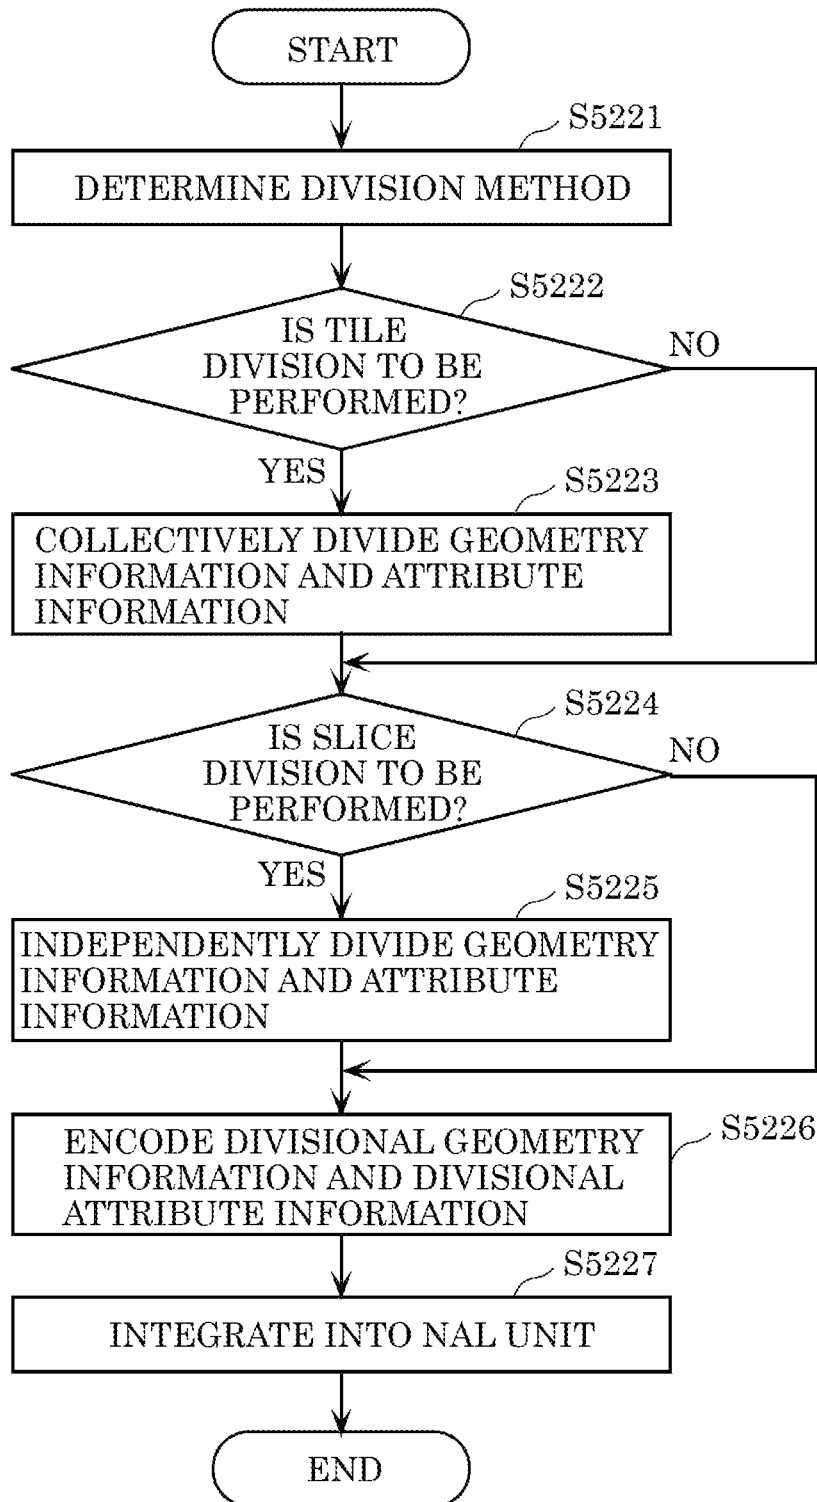 START
S5221
DETERMINE DIVISION METHOD
S5222
IS TILE
DIVISION TO BE
PERFORMED?
NO
YES
S5223
COLLECTIVELY DIVIDE GEOMETRY
INFORMATION AND ATTRIBUTE
INFORMATION
S5224
IS SLICE
DIVISION TO BE
PERFORMED?
NO
YES
S5225
INDEPENDENTLY DIVIDE GEOMETRY
INFORMATION AND ATTRIBUTE
INFORMATION
S5226
ENCODE DIVISIONAL GEOMETRY
INFORMATION AND DIVISIONAL
ATTRIBUTE INFORMATION
S5227
INTEGRATE INTO NAL UNIT
END